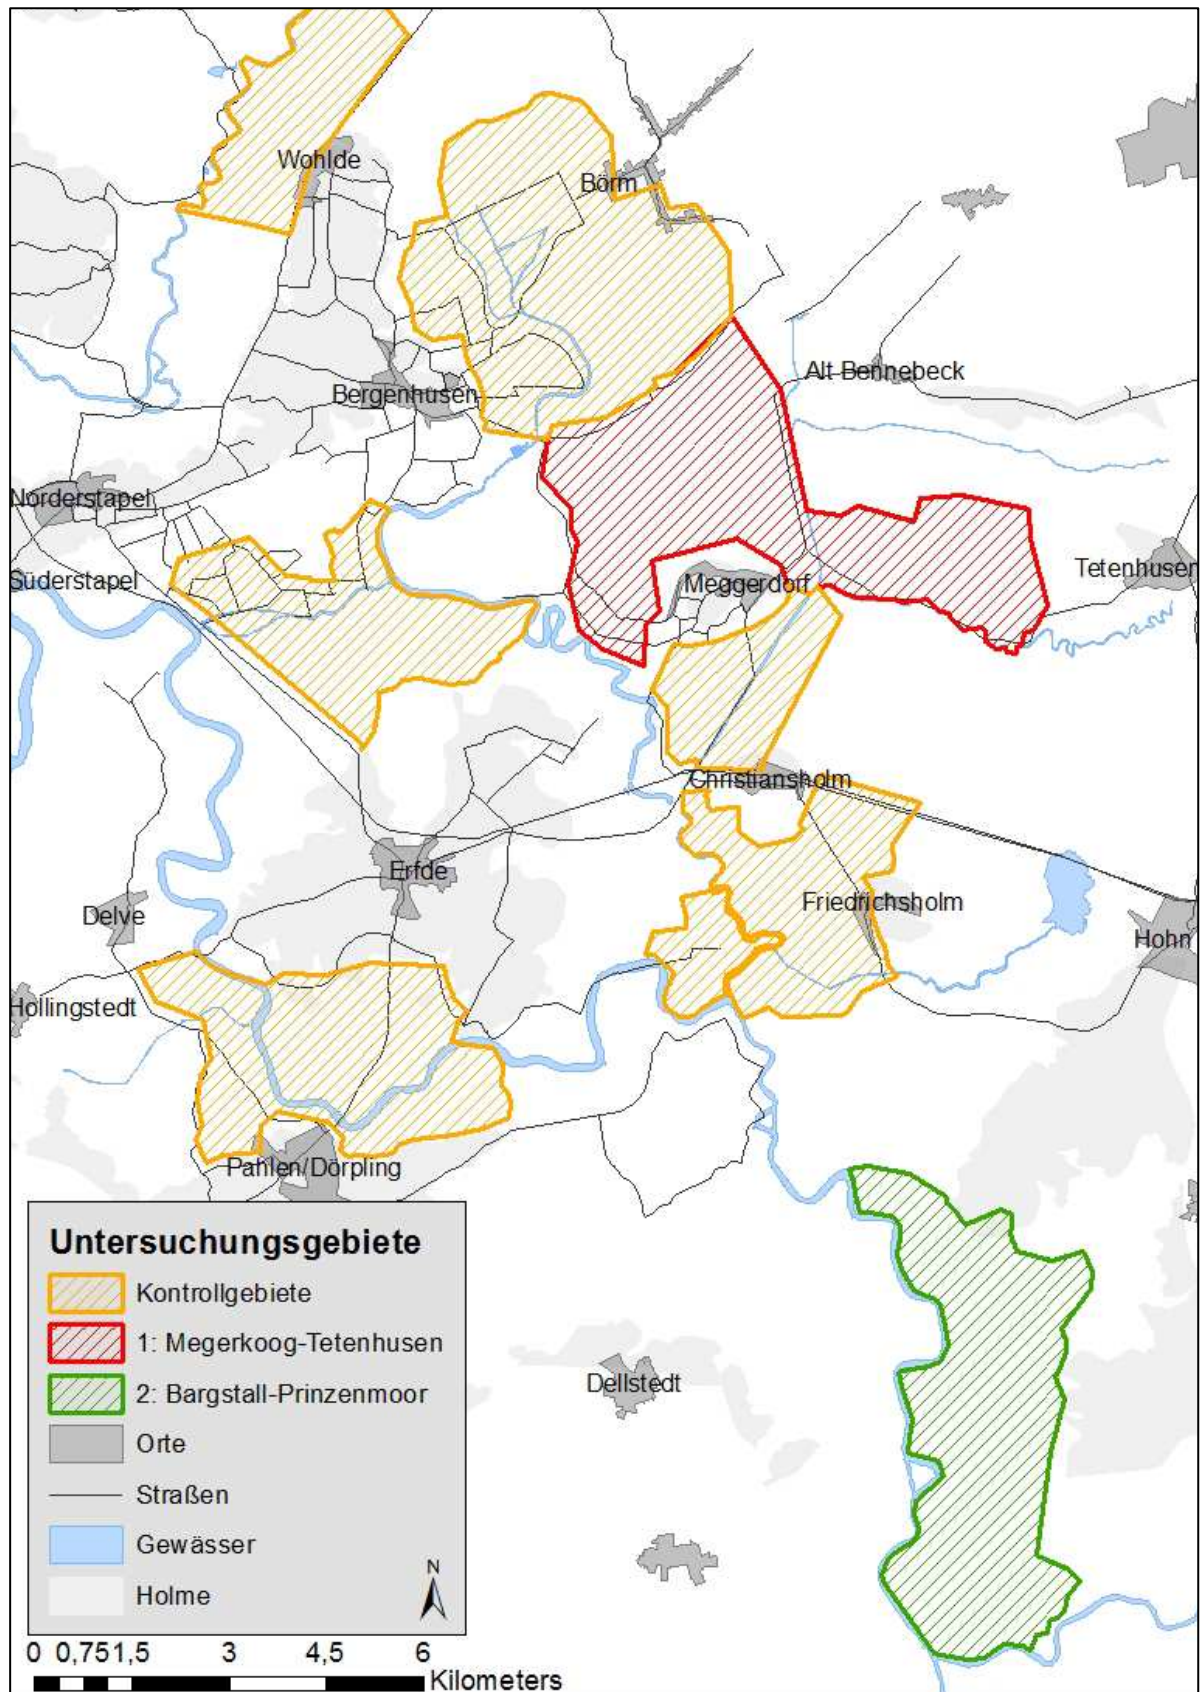 Wohlde
Börm
Alt Bennebeck
Bergenhusen
Norderstapel
Tetenhusen
Süderstapel
Meggerdorf
Christiansholm
Erfde
Friedrichsholm
Delve
Hohn
Hollingstedt
Pahlen/Dörpling
Untersuchungsgebiete
Kontrollgebiete
1: Megerkoog-Tetenhusen
2: Bargstall-Prinzenmoor
Dellstedt
Orte
Straßen
Gewässer
N
Holme
0 0,75 1,5 3 4,5 6
Kilometers